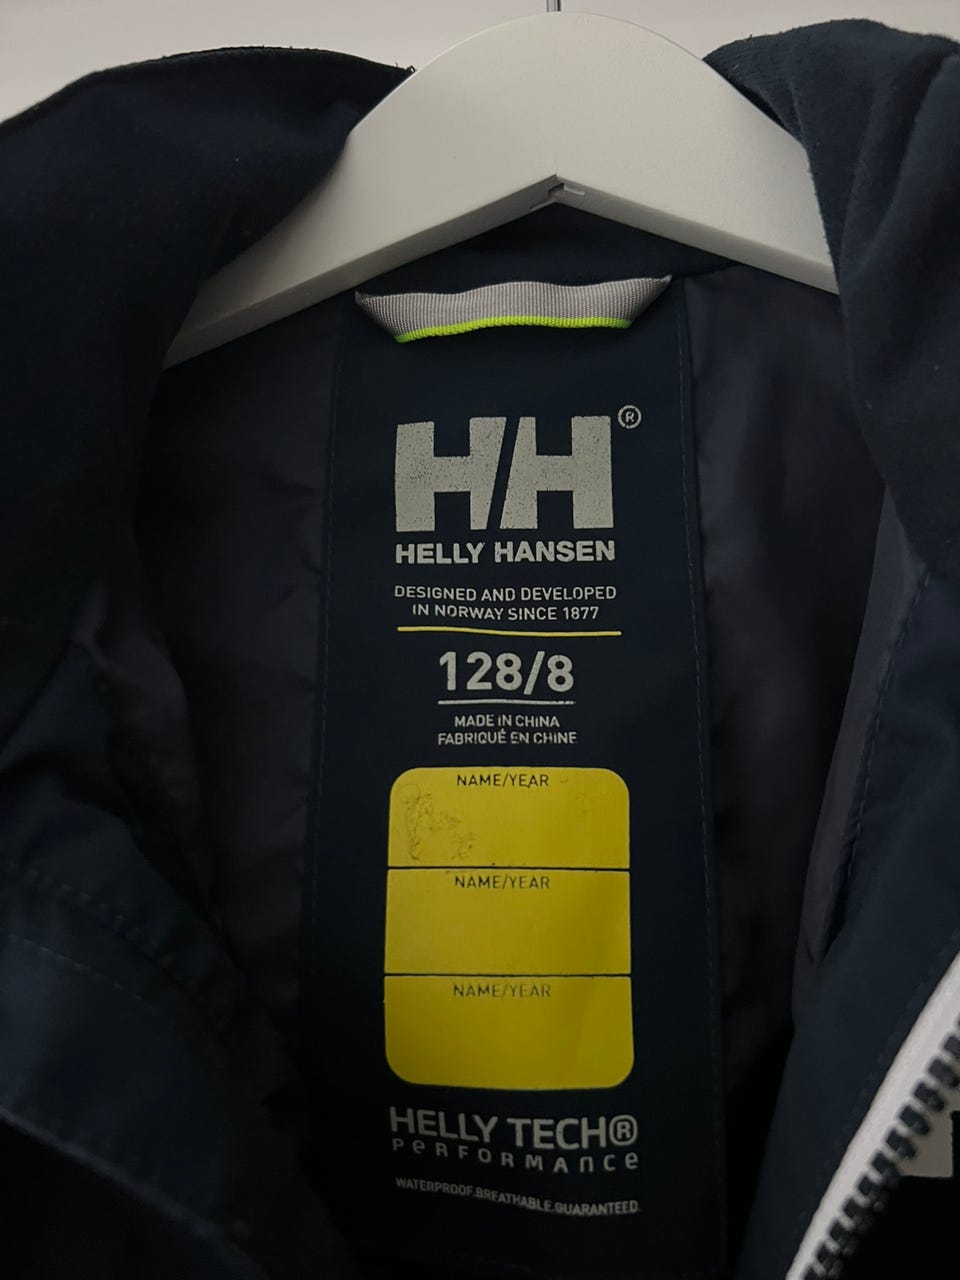 HH®
HELLY HANSEN
DESIGNED AND DEVELOPED
IN NORWAY SINCE 1877
128/8
MADE IN CHINA
FABRIQUÉ EN CHINE
NAME/YEAR
NAME/YEAR
NAME/YEAR
HELLY TECH®
PERFORMANCE
WATERPROOF.BREATHABLE.GUARANTEED.